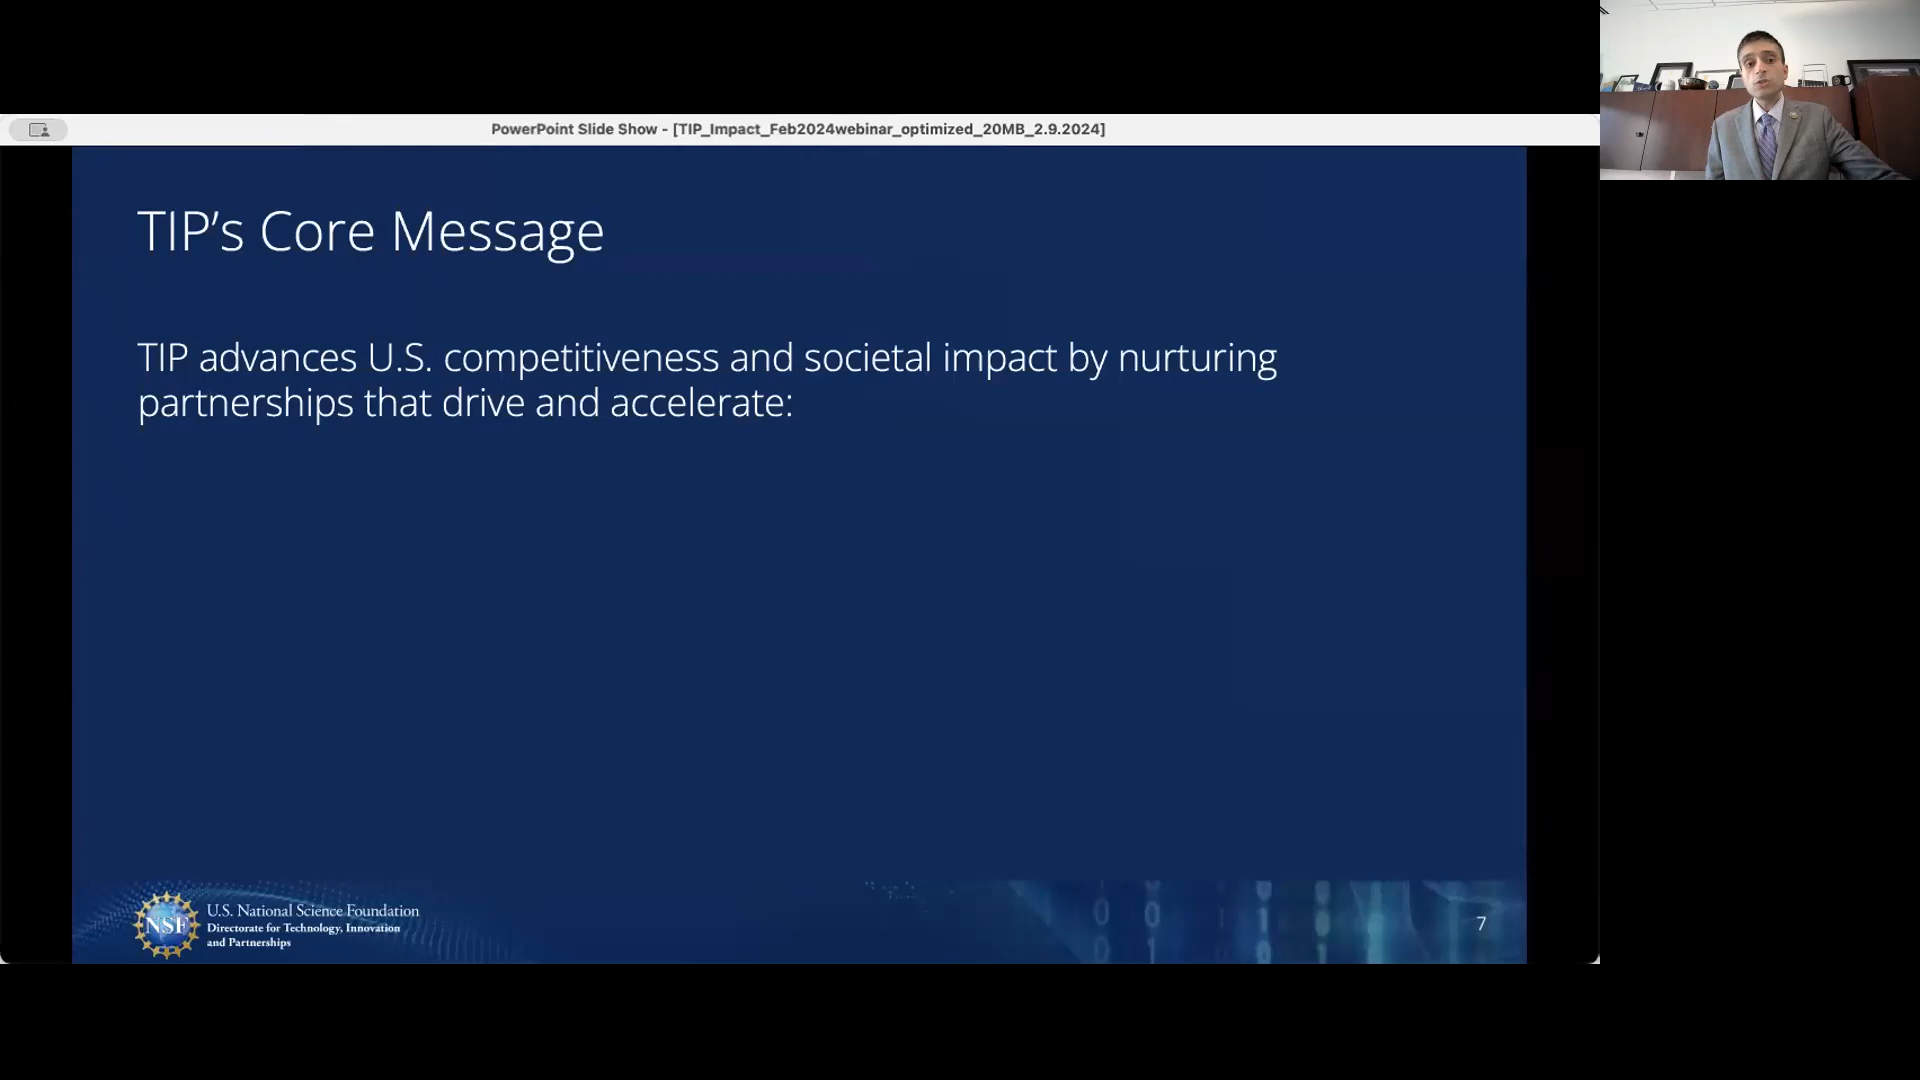 PowerPoint Slide Show - [TIP_Impact_Feb2024webinar_optimized_20MB_2.9.2024]
TIP’s Core Message
TIP advances U.S. competitiveness and societal impact by nurturing
partnerships that drive and accelerate:
NSF
U.S. National Science Foundation
Directorate for Technology, Innovation
and Partnerships
7